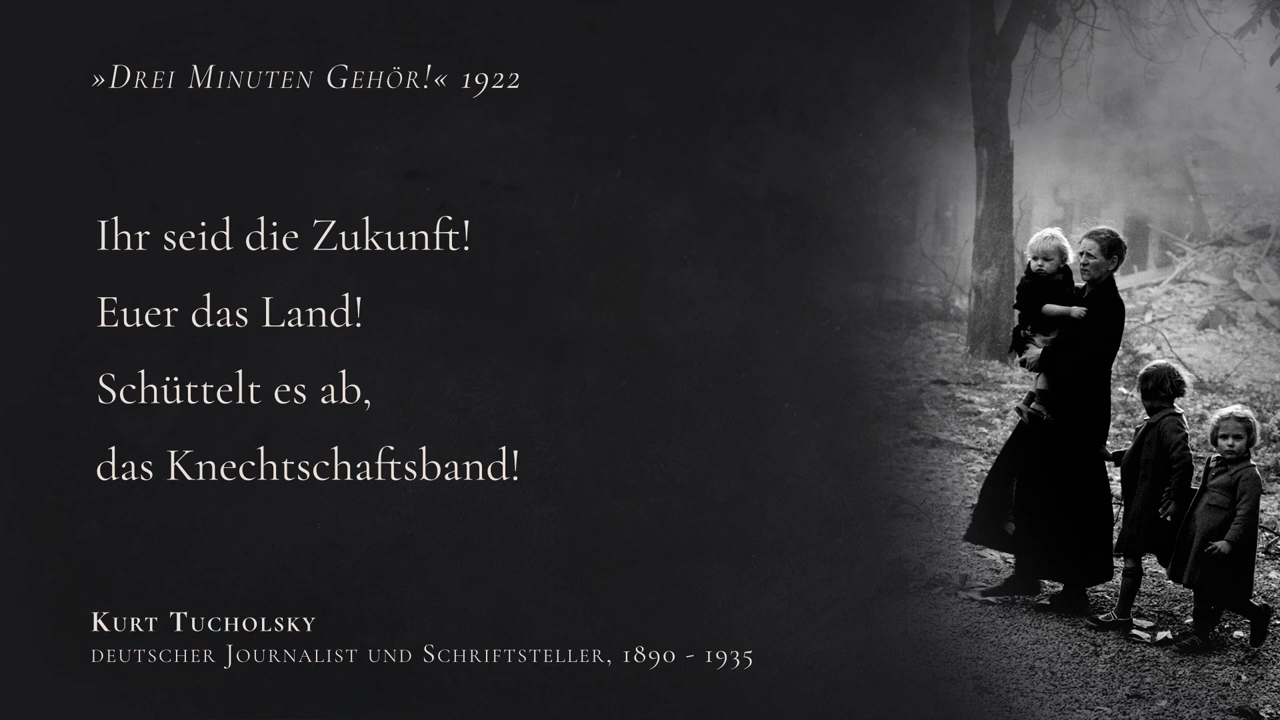 »Drei Minuten Gehör!« 1922
Ihr seid die Zukunft!
Euer das Land!
Schüttelt es ab,
das Knechtschaftsband!
Kurt Tucholsky
deutscher Journalist und Schriftsteller, 1890 - 1935